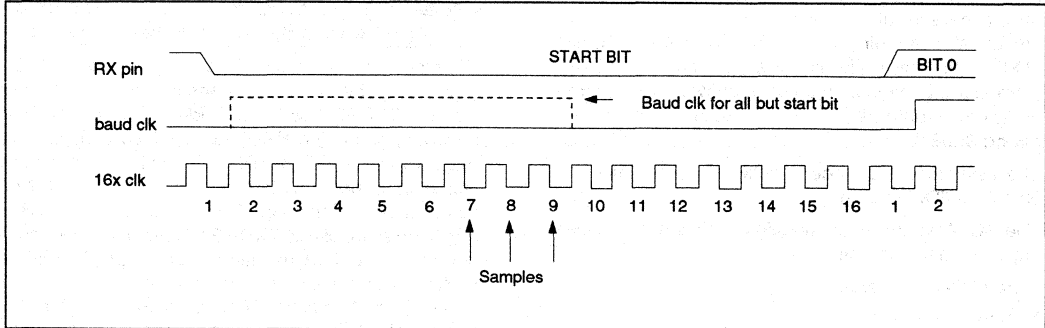 START BIT
RX pin
BIT 0
Baud clk for all but start bit
baud clk
16x clk
1 2 3 4 5 6 7 8 9 10 11 12 13 14 15 16 1 2
Samples